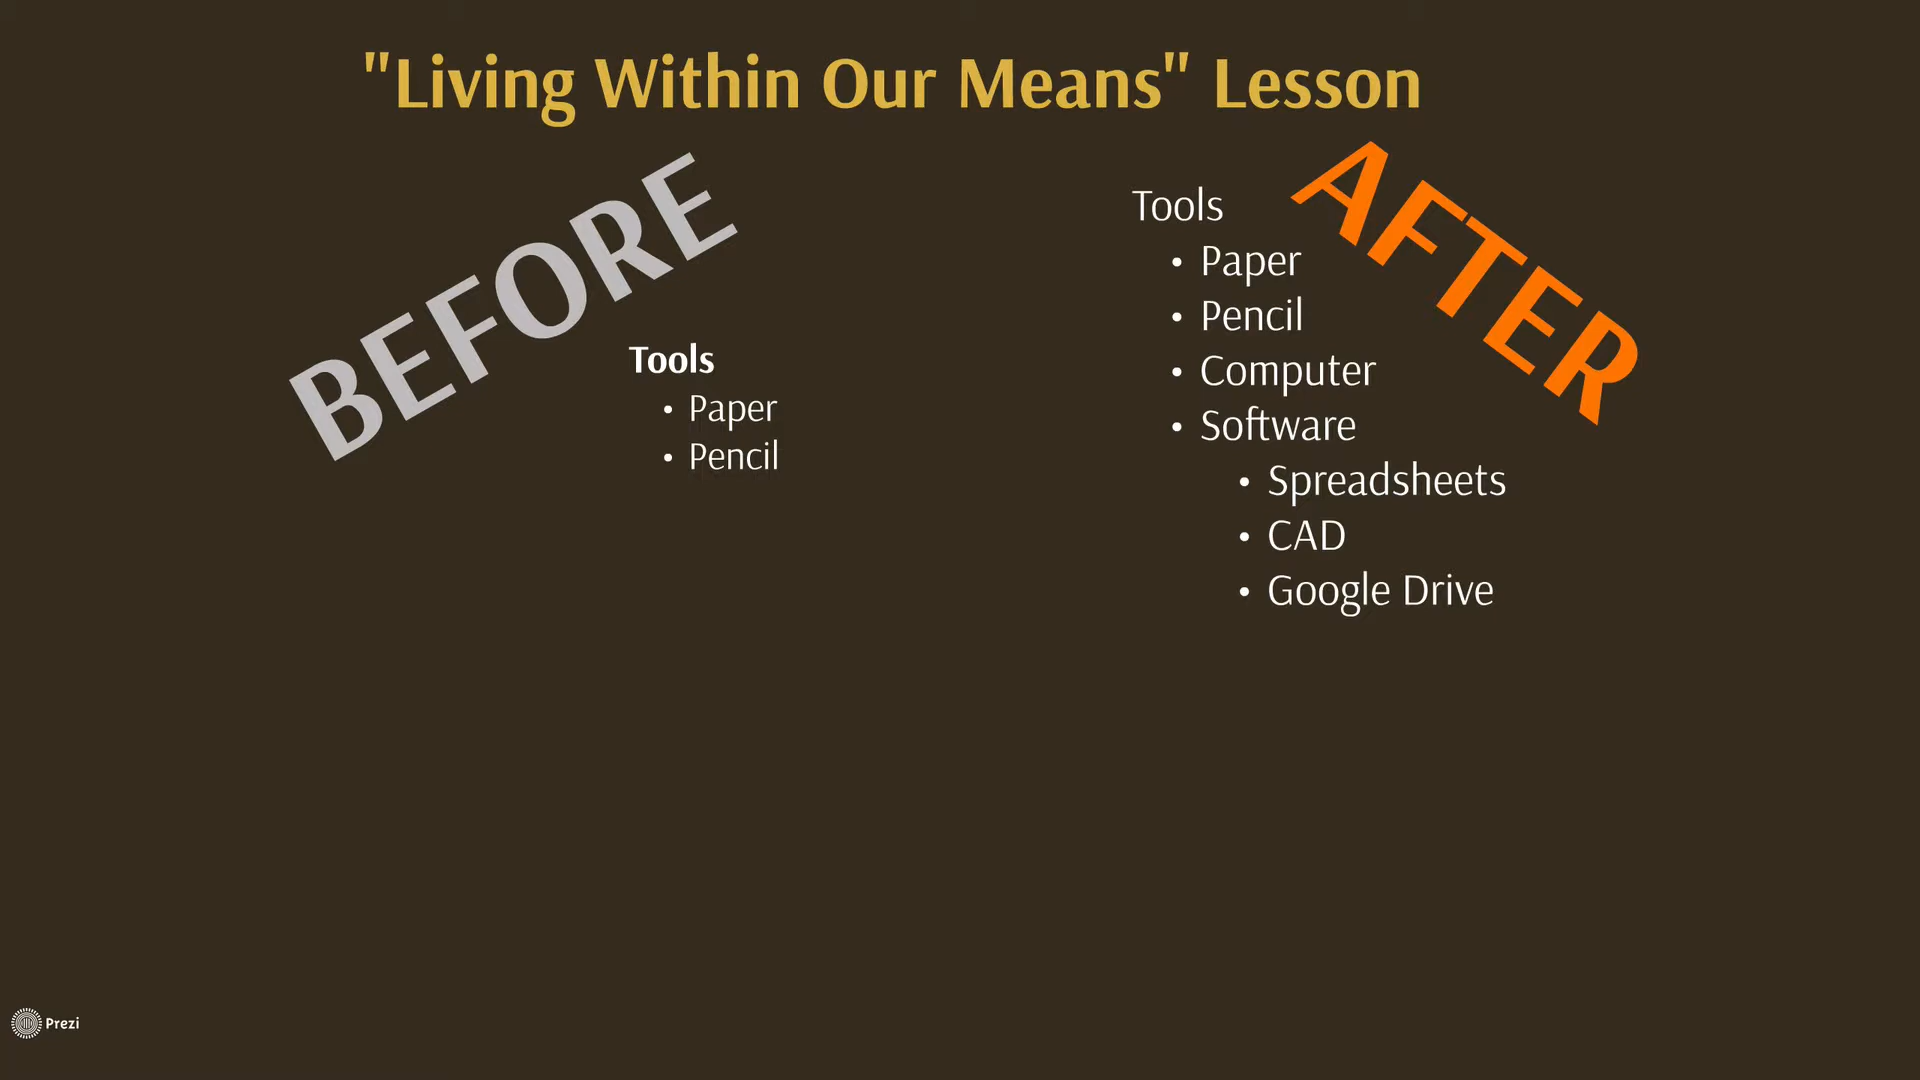 "Living Within Our Means" Lesson
BEFORE
Tools
• Paper
• Pencil
AFTER
Tools
• Paper
• Pencil
• Computer
• Software
• Spreadsheets
• CAD
• Google Drive
Prezi